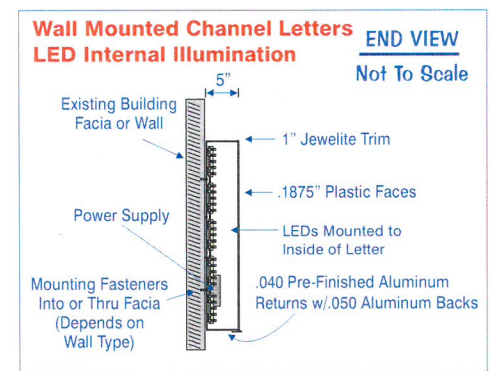 Wall Mounted Channel Letters
LED Internal Illumination
END VIEW
Not To Scale
5"
Existing Building
Facia or Wall
1" Jewelite Trim
.1875" Plastic Faces
Power Supply
LEDs Mounted to
Inside of Letter
Mounting Fasteners
Into or Thru Facia
(Depends on
Wall Type)
.040 Pre-Finished Aluminum
Returns w/.050 Aluminum Backs